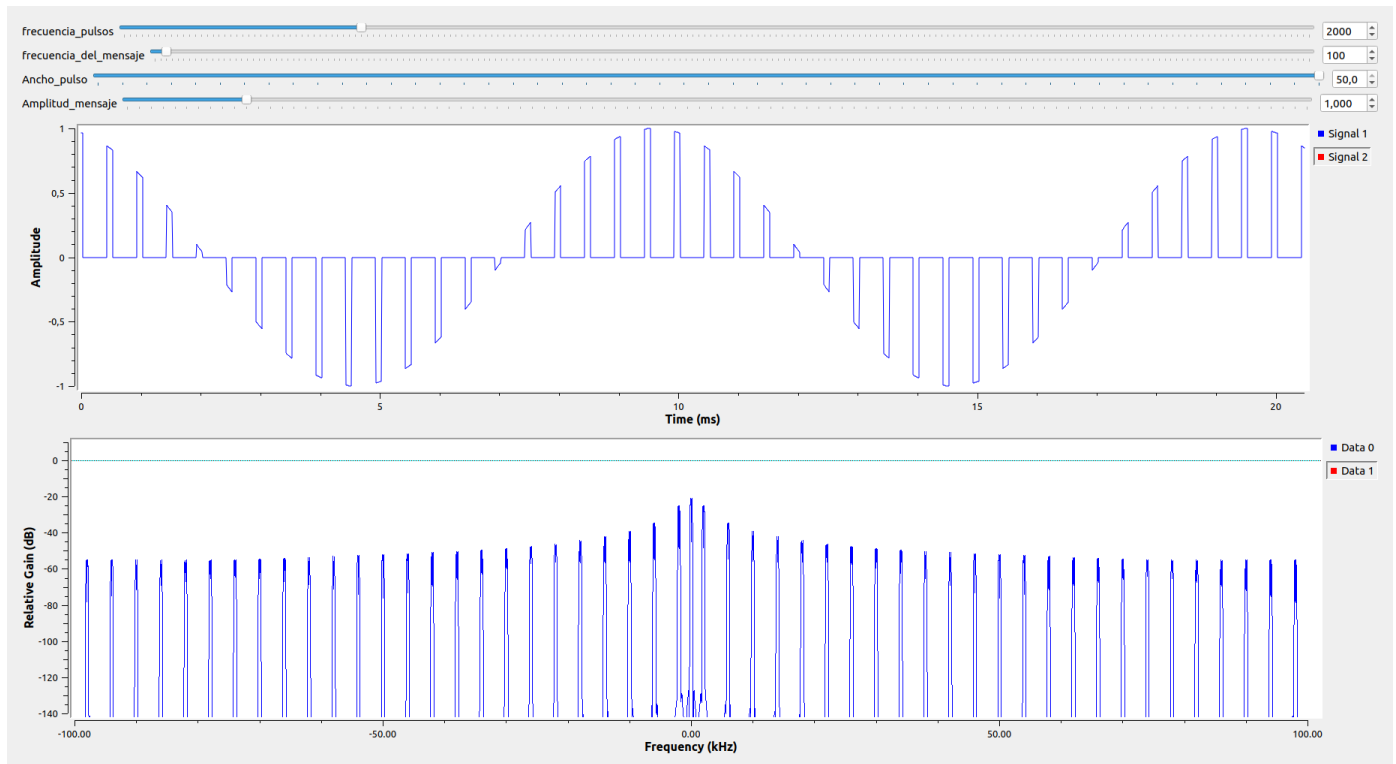 frecuencia_pulsos 2000
frecuencia_del_mensaje 100
Ancho_pulso 50,0
Amplitud_mensaje 1,000
Signal 1
Signal 2
Amplitude
1
0,5
0
-0,5
-1
0 5 10 15 20
Time (ms)
Data 0
Data 1
Relative Gain (dB)
0
-20
-40
-60
-80
-100
-120
-140
-100.00 -50.00 0.00 50.00 100.00
Frequency (kHz)